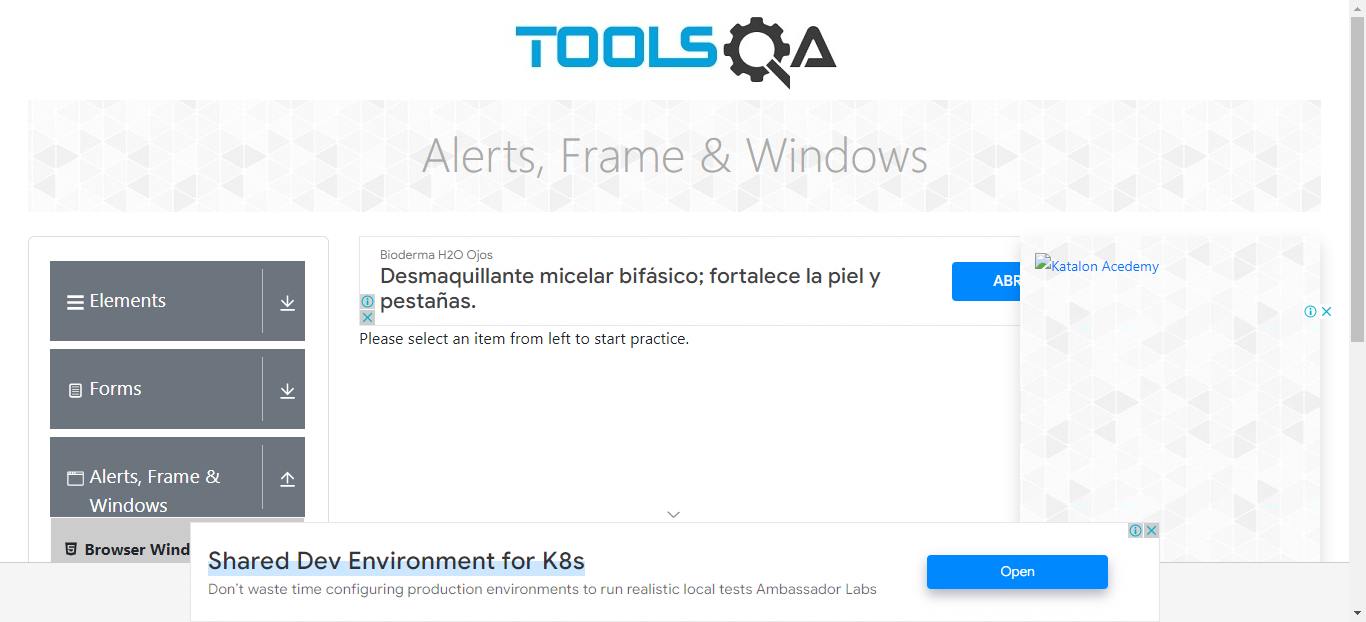 TOOLSQA
Alerts, Frame & Windows
Elements
Forms
Alerts, Frame &
Windows
Browser Wind
Bioderma H2O Ojos
Desmaquillante micelar bifásico; fortalece la piel y
pestañas.
ABR
Please select an item from left to start practice.
Katalon Acedemy
Shared Dev Environment for K8s
Don't waste time configuring production environments to run realistic local tests Ambassador Labs
Open